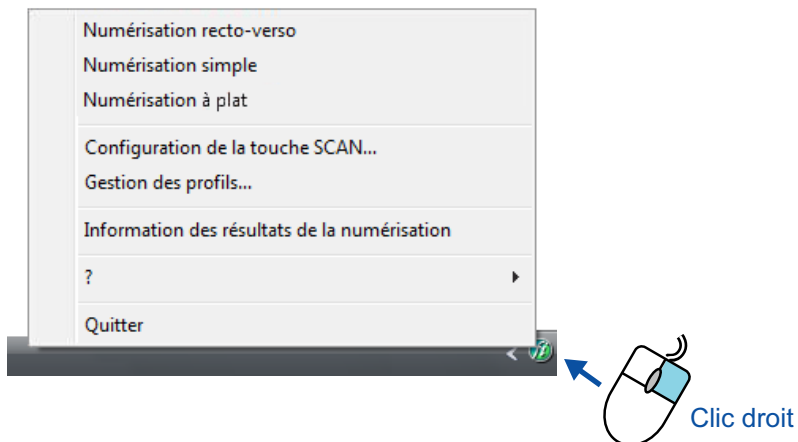 Numérisation recto-verso
Numérisation simple
Numérisation à plat
Configuration de la touche SCAN...
Gestion des profils...
Information des résultats de la numérisation
?
Quitter
Clic droit